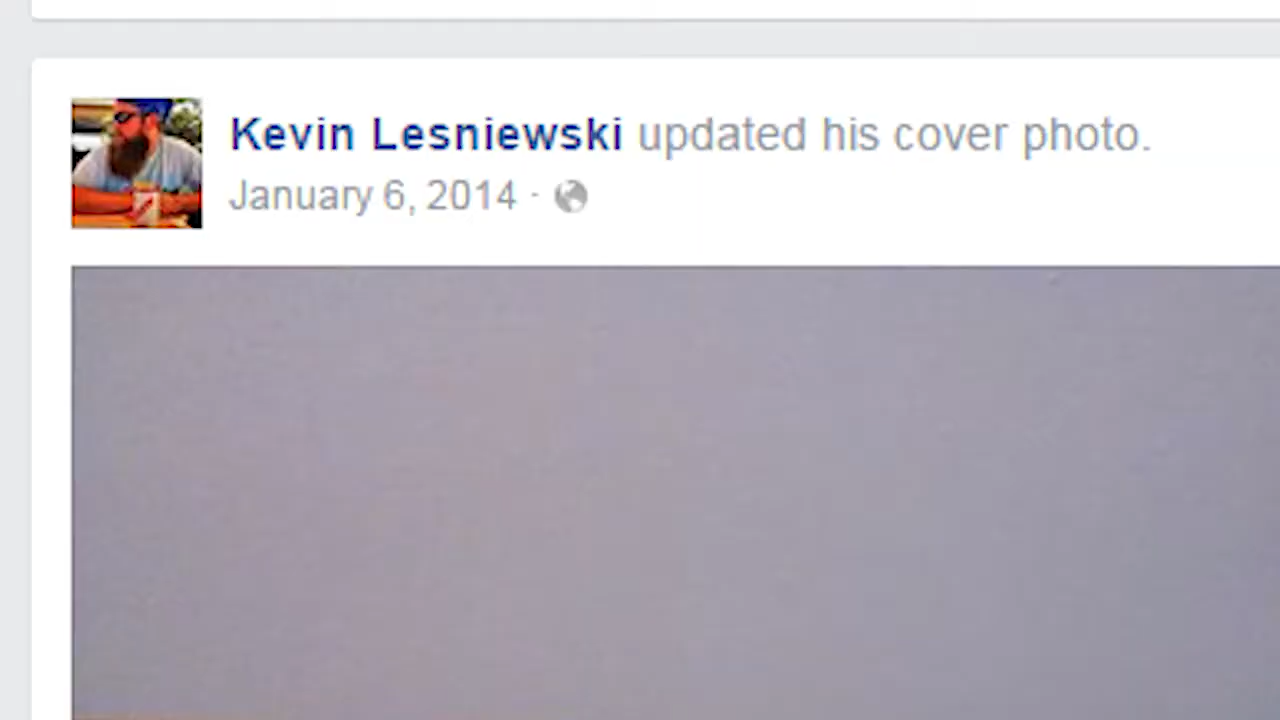 Kevin Lesniewski updated his cover photo.
January 6, 2014 ·